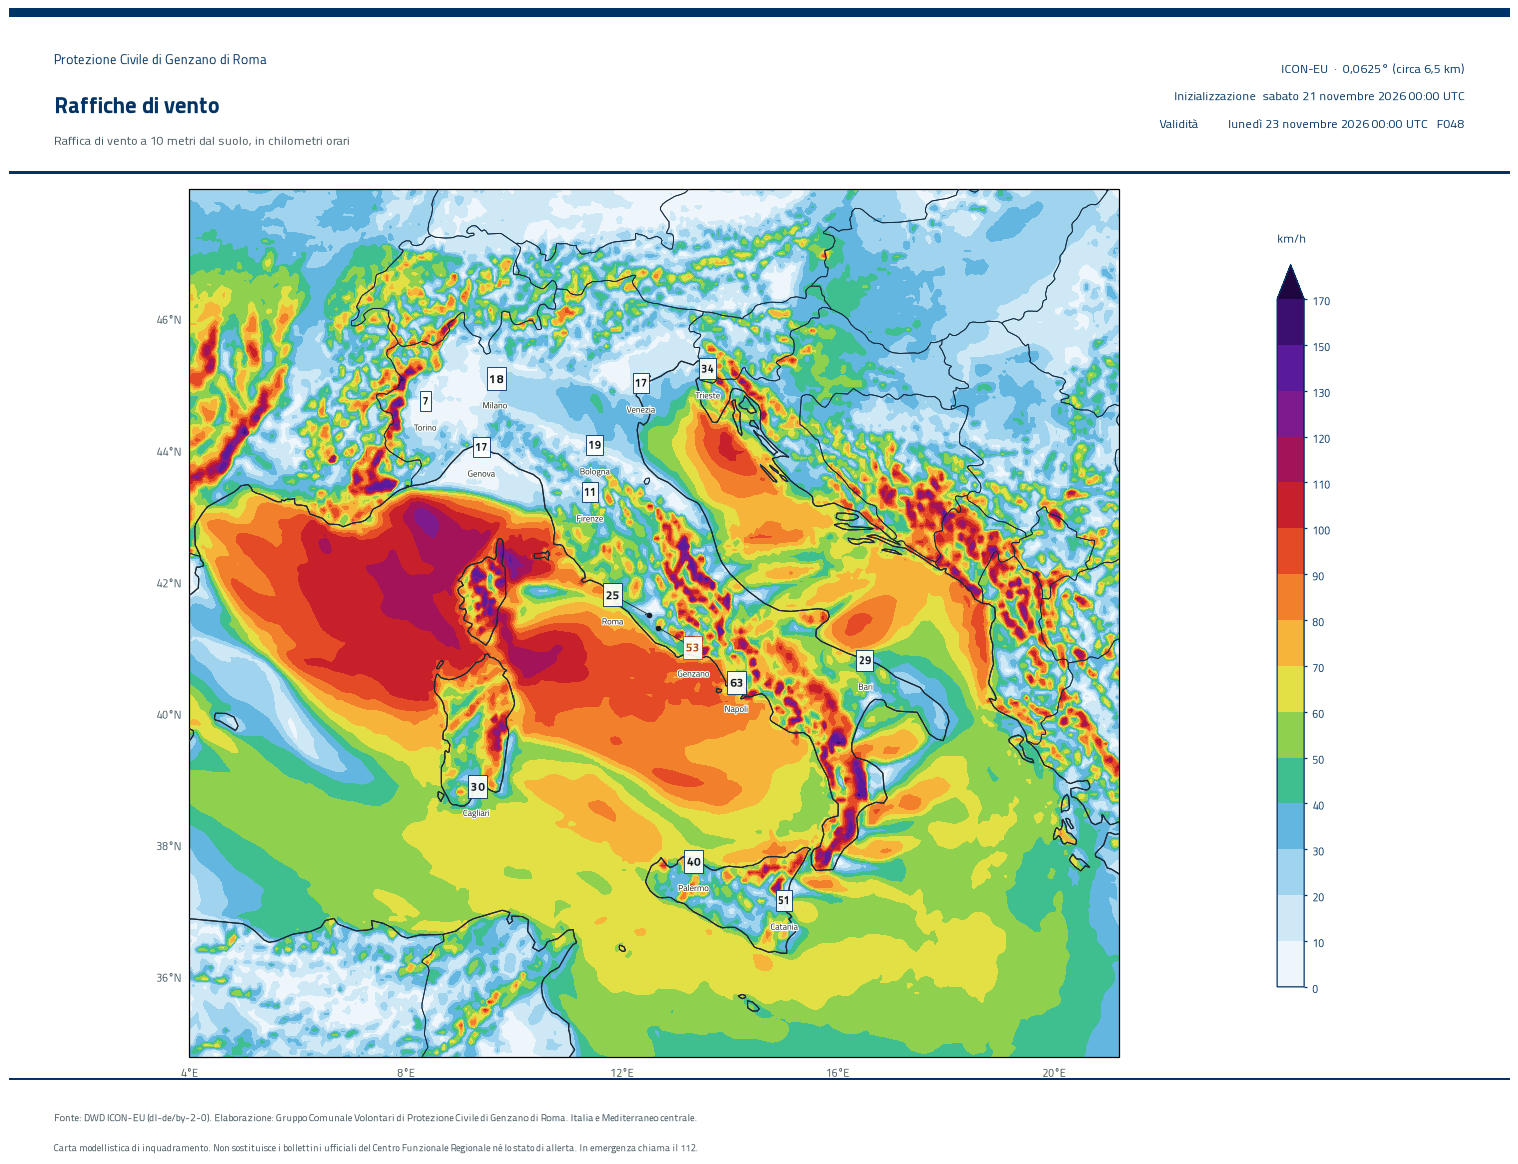 Protezione Civile di Genzano di Roma
Raffiche di vento
Raffica di vento a 10 metri dal suolo, in chilometri orari
ICON-EU · 0,0625° (circa 6,5 km)
Inizializzazione sabato 21 novembre 2026 00:00 UTC
Validità lunedì 23 novembre 2026 00:00 UTC F048
km/h
170
150
130
120
110
100
90
80
70
60
50
40
30
20
10
0
46°N
44°N
42°N
40°N
38°N
36°N
4°E
8°E
12°E
16°E
20°E
34
Trieste
18
Milano
17
Venezia
7
Torino
17
Genova
19
Bologna
11
Firenze
25
Roma
53
Genzano
63
Napoli
29
Bari
30
Cagliari
40
Palermo
51
Catania
Fonte: DWD ICON-EU (dl-de/by-2-0). Elaborazione: Gruppo Comunale Volontari di Protezione Civile di Genzano di Roma. Italia e Mediterraneo centrale.
Carta modellistica di inquadramento. Non sostituisce i bollettini ufficiali del Centro Funzionale Regionale né lo stato di allerta. In emergenza chiama il 112.